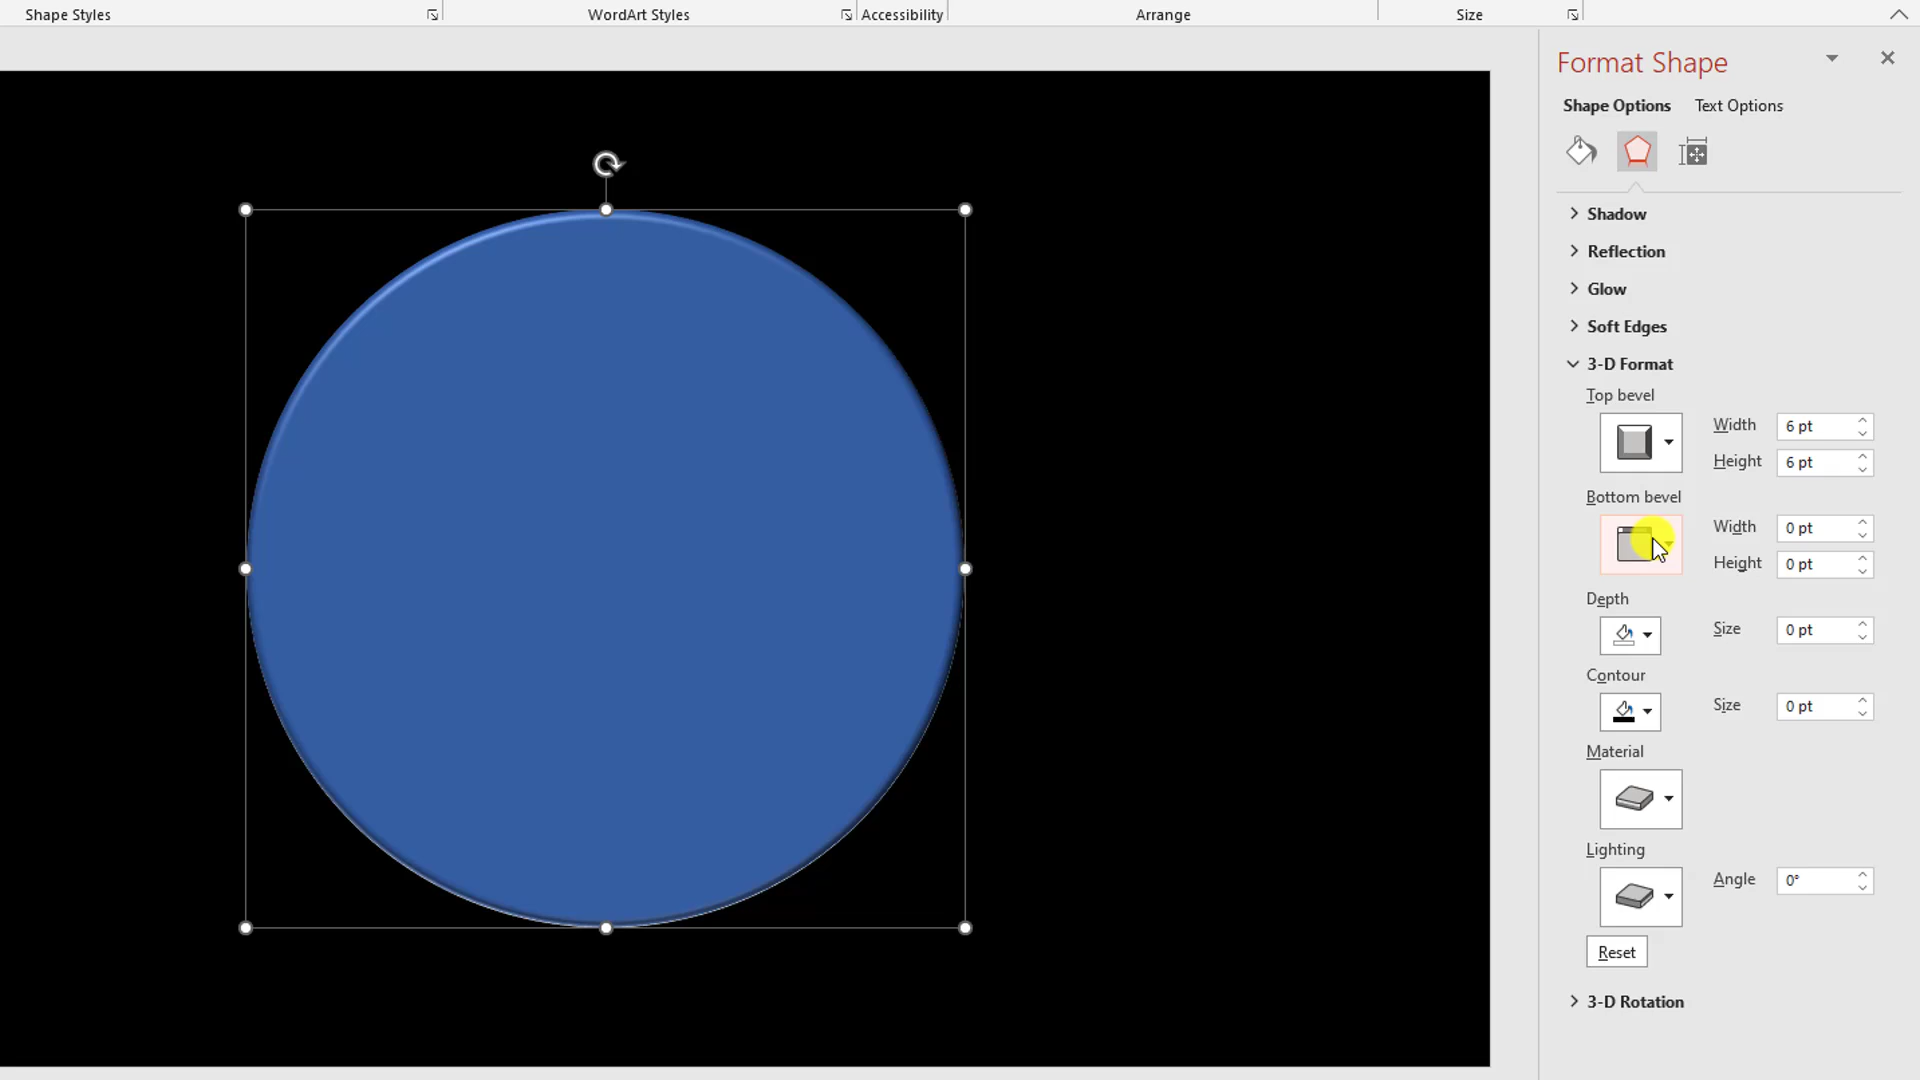 Shape Styles WordArt Styles Accessibility Arrange Size
Format Shape
Shape Options Text Options
Shadow
Reflection
Glow
Soft Edges
3-D Format
Top bevel
Width 6 pt
Height 6 pt
Bottom bevel
Width 0 pt
Height 0 pt
Depth
Size 0 pt
Contour
Size 0 pt
Material
Lighting
Angle 0°
Reset
3-D Rotation